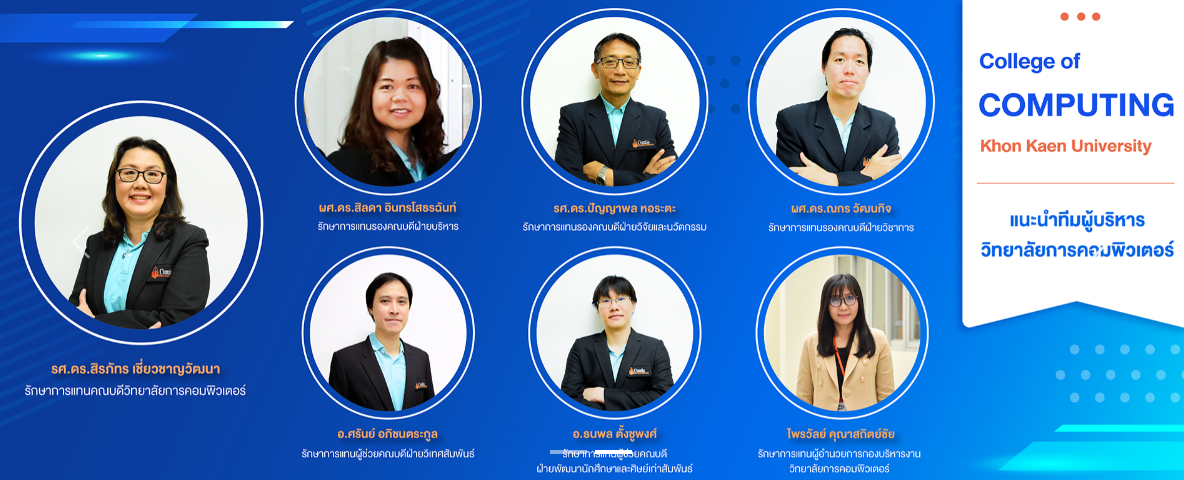 College of
COMPUTING
Khon Kaen University
แนะนำทีมผู้บริหาร
วิทยาลัยการคอมพิวเตอร์
รศ.ดร.สิรภัทร เชี่ยวชาญวัฒนา
รักษาการแทนคณบดีวิทยาลัยการคอมพิวเตอร์
ผศ.ดร.สิลดา อินทรโสธรฉันท์
รักษาการแทนรองคณบดีฝ่ายบริหาร
รศ.ดร.ปัญญาพล หอระตะ
รักษาการแทนรองคณบดีฝ่ายวิจัยและนวัตกรรม
ผศ.ดร.ณกร วัฒนกิจ
รักษาการแทนรองคณบดีฝ่ายวิชาการ
อ.ศรันย์ อภิชนตระกูล
รักษาการแทนผู้ช่วยคณบดีฝ่ายวิเทศสัมพันธ์
อ.ธนพล ตั้งชูพงศ์
รักษาการแทนผู้ช่วยคณบดี
ฝ่ายพัฒนานักศึกษาและศิษย์เก่าสัมพันธ์
ไพรวัลย์ คุณาสถิตย์ชัย
รักษาการแทนผู้อำนวยการกองบริหารงาน
วิทยาลัยการคอมพิวเตอร์